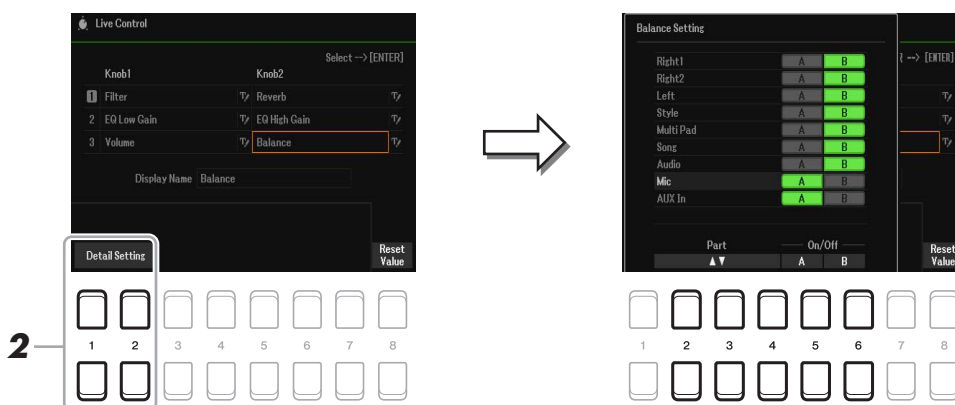 Live Control
Select --> [ENTER]
Knob1 Knob2
1 Filter Reverb
2 EQ Low Gain EQ High Gain
3 Volume Balance
Display Name Balance
Detail Setting
Reset
Value
2
1 2 3 4 5 6 7 8
Balance Setting
--> [ENTER]
Right1 A B
Right2 A B
Left A B
Style A B
Multi Pad A B
Song A B
Audio A B
Mic A B
AUX In A B
Part On/Off
▲▼ A B
Reset
Value
1 2 3 4 5 6 7 8